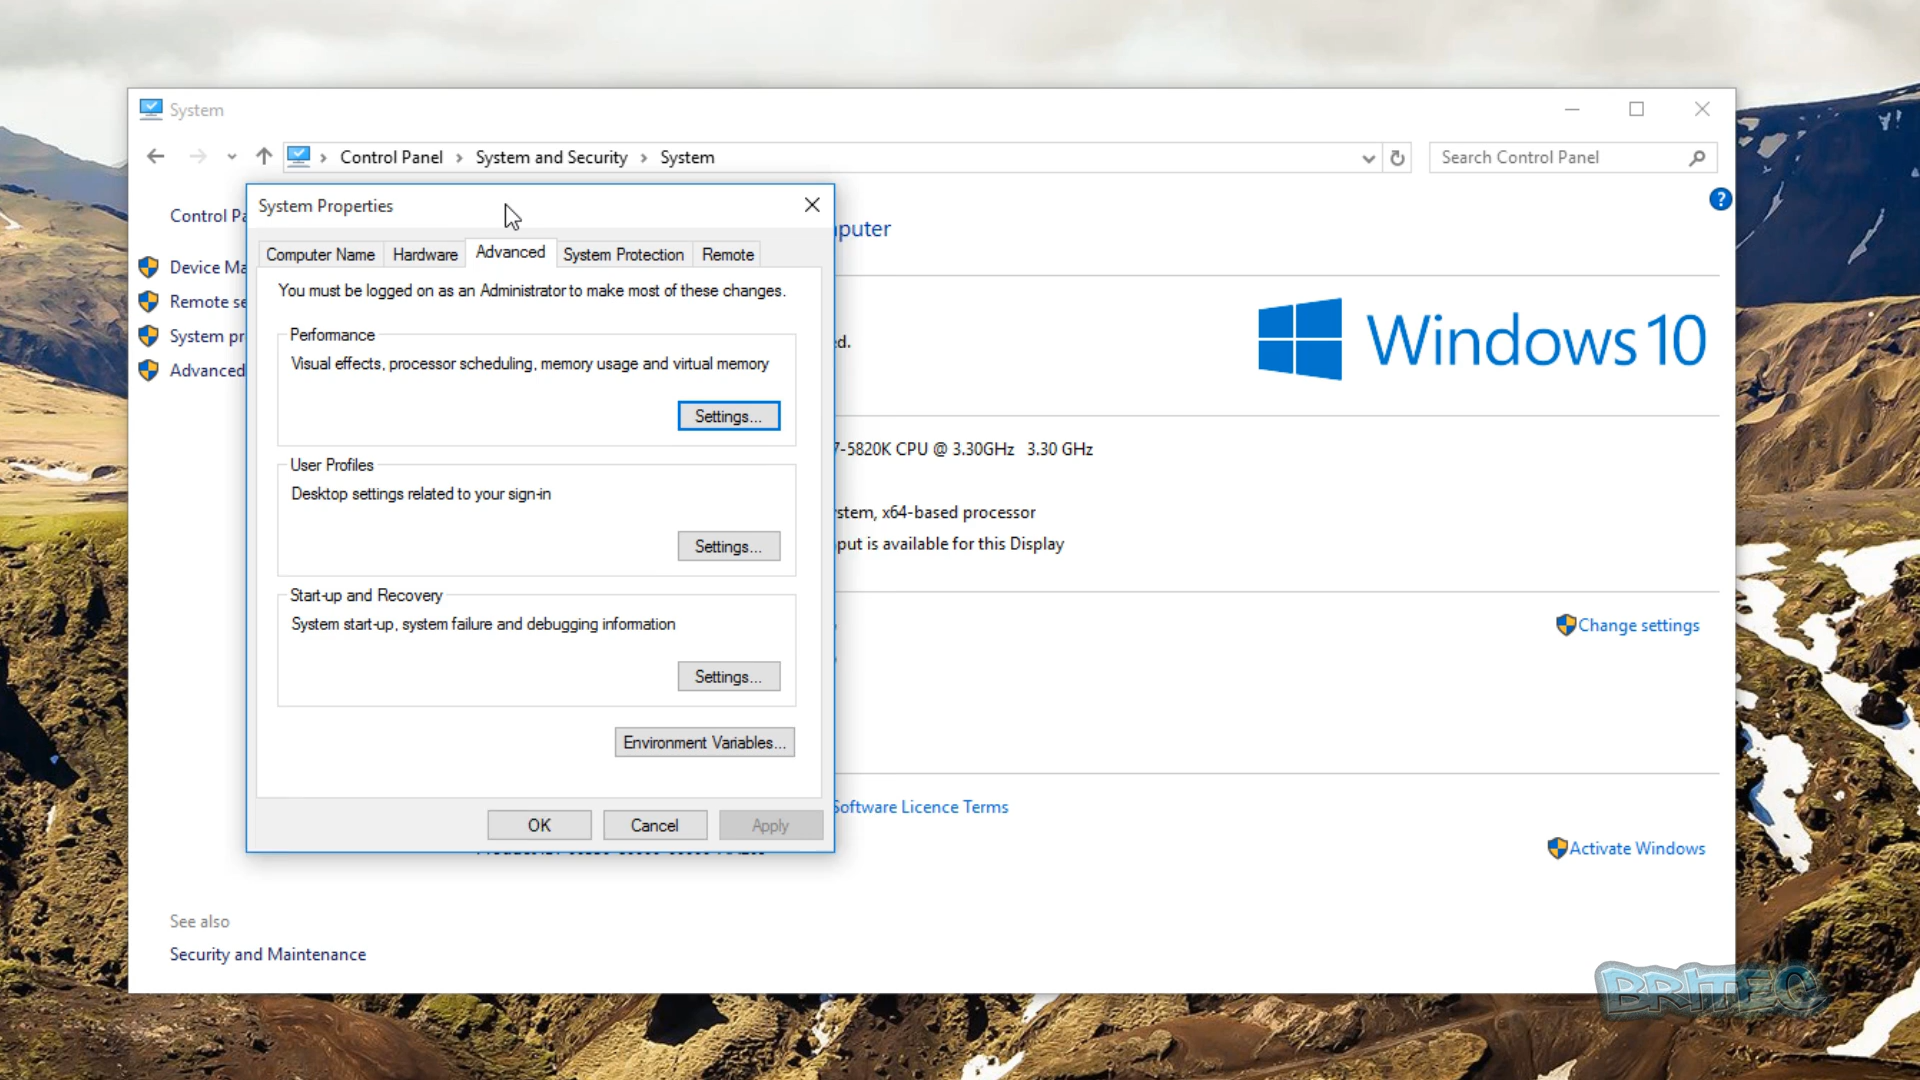 System
Control Panel > System and Security > System
Search Control Panel
System Properties
Control Pa
puter
?
Computer Name Hardware Advanced System Protection Remote
Device Ma
You must be logged on as an Administrator to make most of these changes.
Remote se
Performance
System pr
ed.
Windows 10
Visual effects, processor scheduling, memory usage and virtual memory
Advanced
Settings...
7-5820K CPU @ 3.30GHz 3.30 GHz
User Profiles
Desktop settings related to your sign-in
stem, x64-based processor
Settings...
put is available for this Display
Start-up and Recovery
System start-up, system failure and debugging information
Change settings
Settings...
Environment Variables...
Software Licence Terms
OK Cancel Apply
Activate Windows
See also
Security and Maintenance
BRITEC